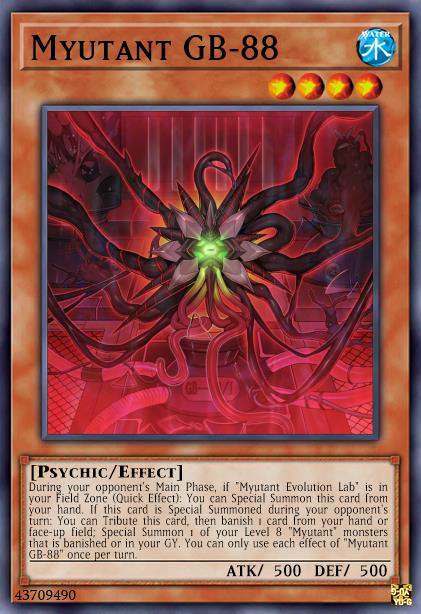 MYUTANT GB-88
WATER
水
[PSYCHIC/EFFECT]
During your opponent's Main Phase, if "Myutant Evolution Lab" is in
your Field Zone (Quick Effect): You can Special Summon this card from
your hand. If this card is Special Summoned during your opponent's
turn: You can Tribute this card, then banish 1 card from your hand or
face-up field; Special Summon 1 of your Level 8 "Myutant" monsters
that is banished or in your GY. You can only use each effect of "Myutant
GB-88" once per turn.
ATK/ 500 DEF/ 500
43709490